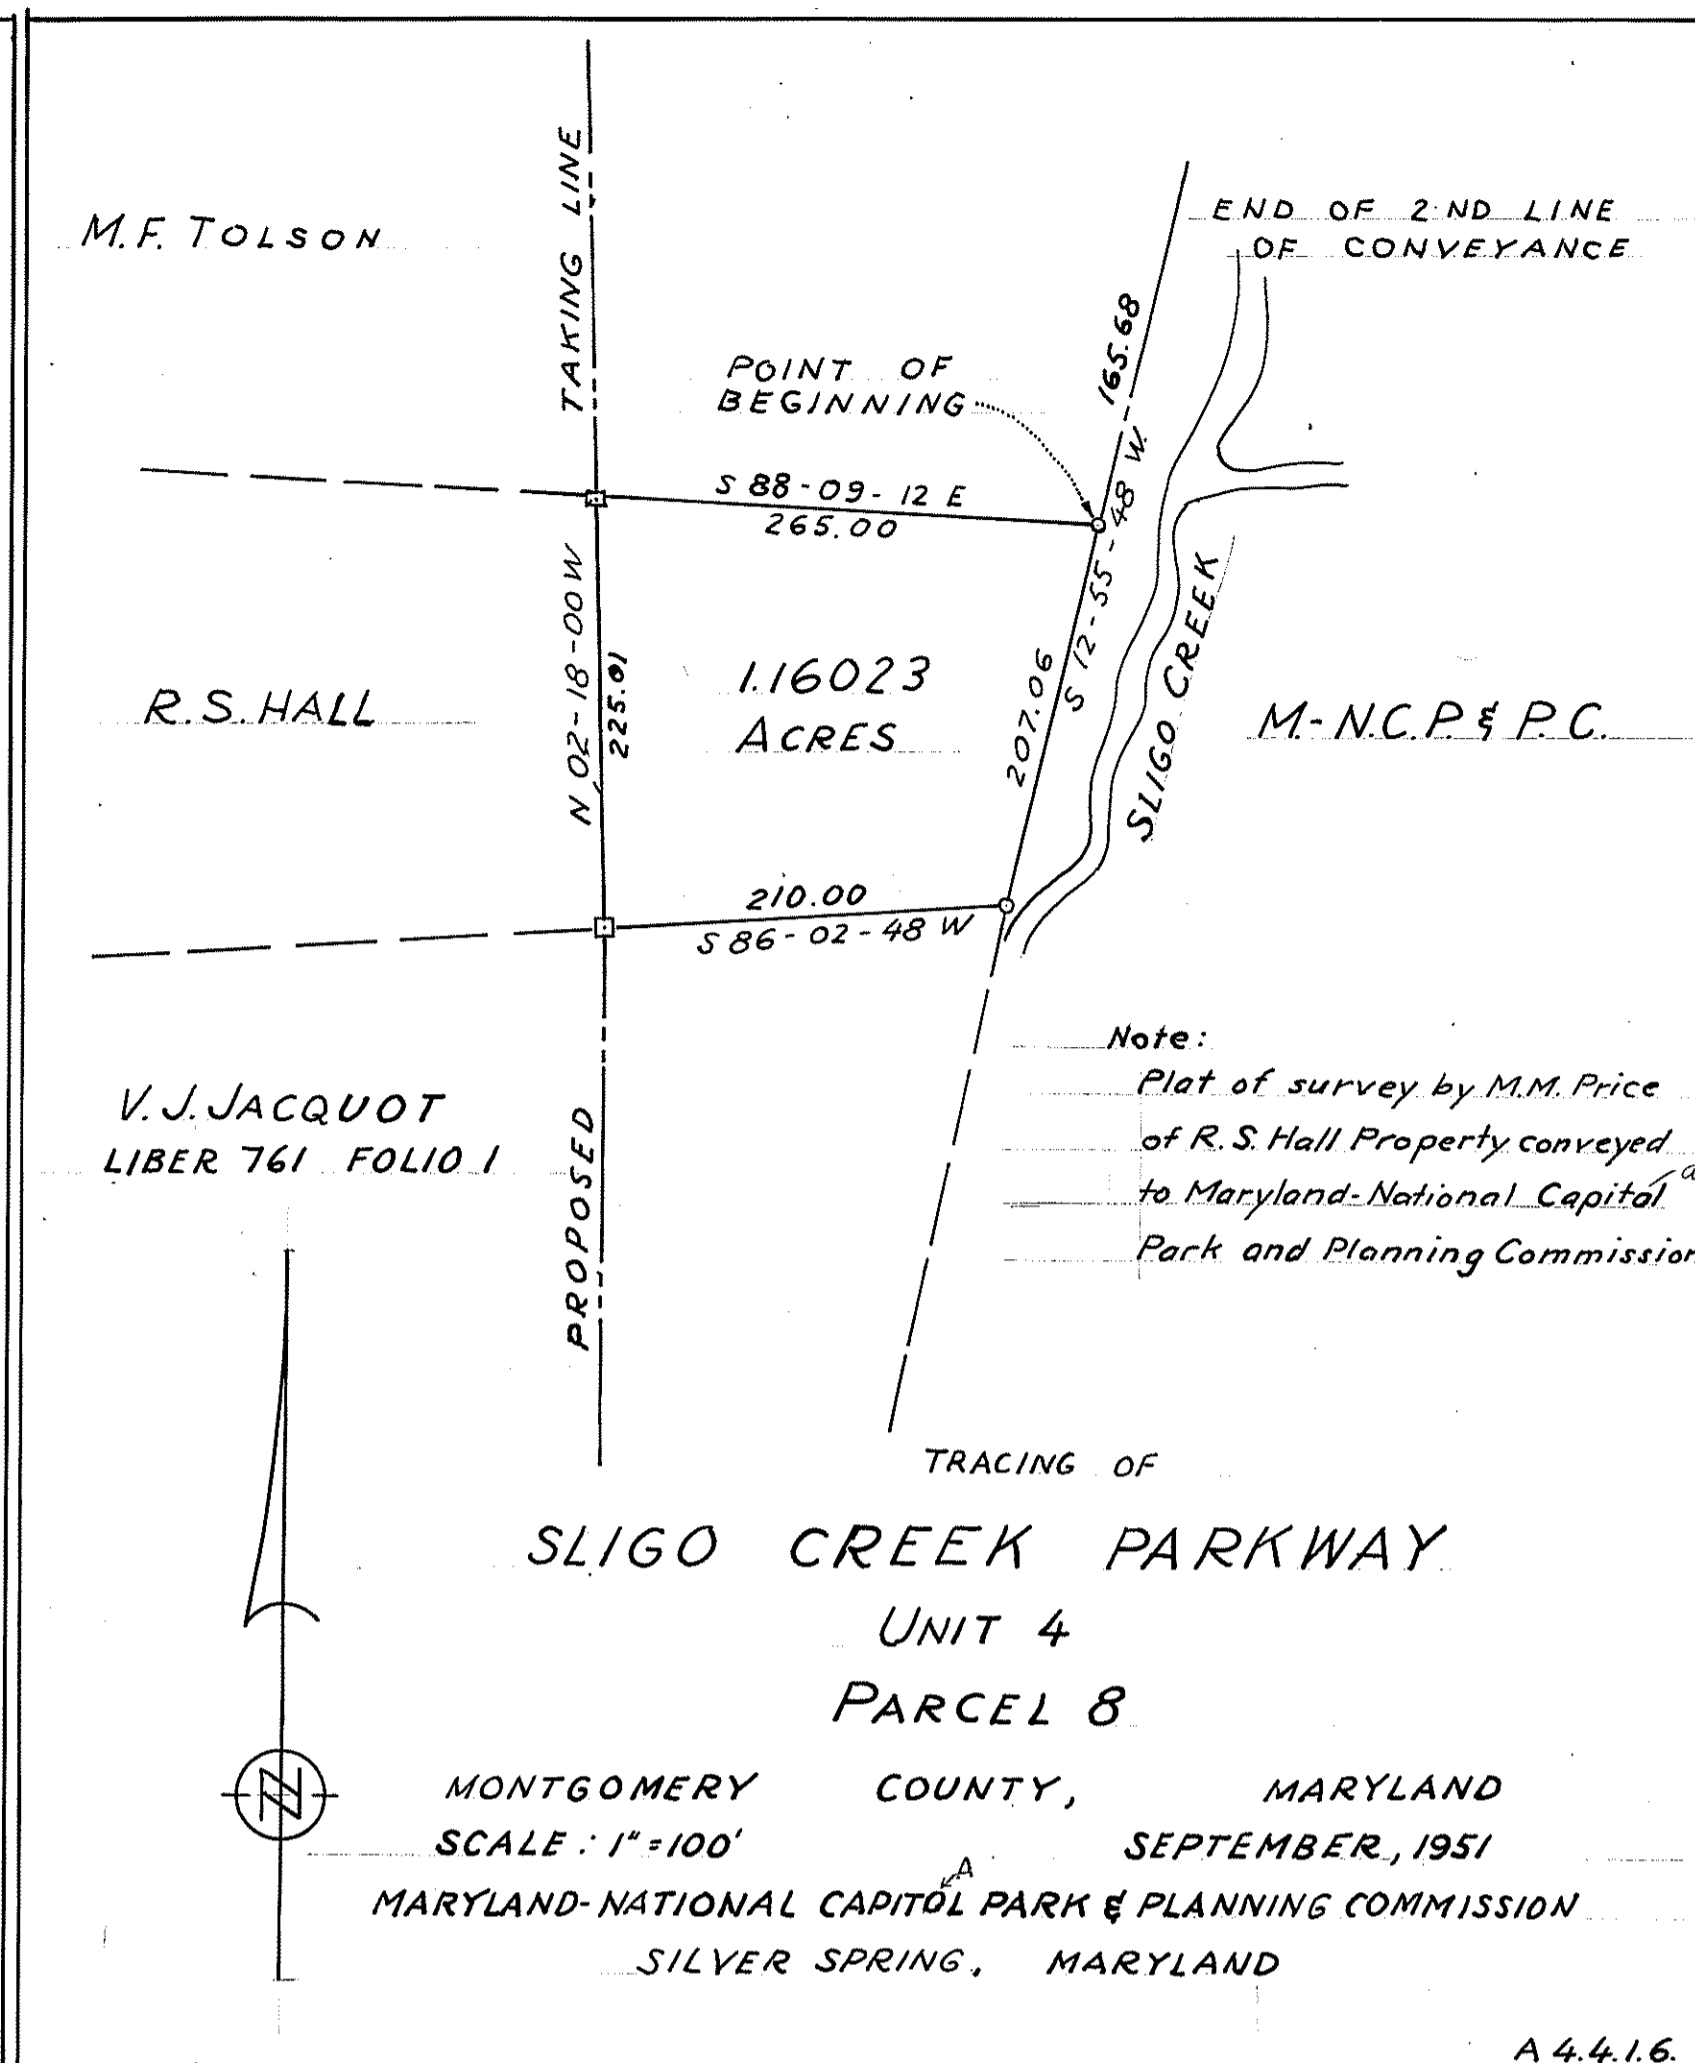 TAKING LINE
M.F. TOLSON
END OF 2ND LINE
OF CONVEYANCE
165.68
POINT OF
BEGINNING
S 88-09-12 E
265.00
S 12-55-48 W.
N 02-18-00 W
225.01
1.16023
ACRES
207.06
SLIGO CREEK
R.S. HALL
M-N.C.P. & P.C.
210.00
S 86-02-48 W
V.J. JACQUOT
LIBER 761 FOLIO 1
PROPOSED
Note:
Plat of survey by M.M. Price
of R.S. Hall Property conveyed
to Maryland-National Capitol a
Park and Planning Commission
TRACING OF
SLIGO CREEK PARKWAY
UNIT 4
PARCEL 8
N
MONTGOMERY COUNTY, MARYLAND
SCALE: 1"=100' SEPTEMBER, 1951
A
MARYLAND-NATIONAL CAPITOL PARK & PLANNING COMMISSION
SILVER SPRING, MARYLAND
A 4.4.1.6.